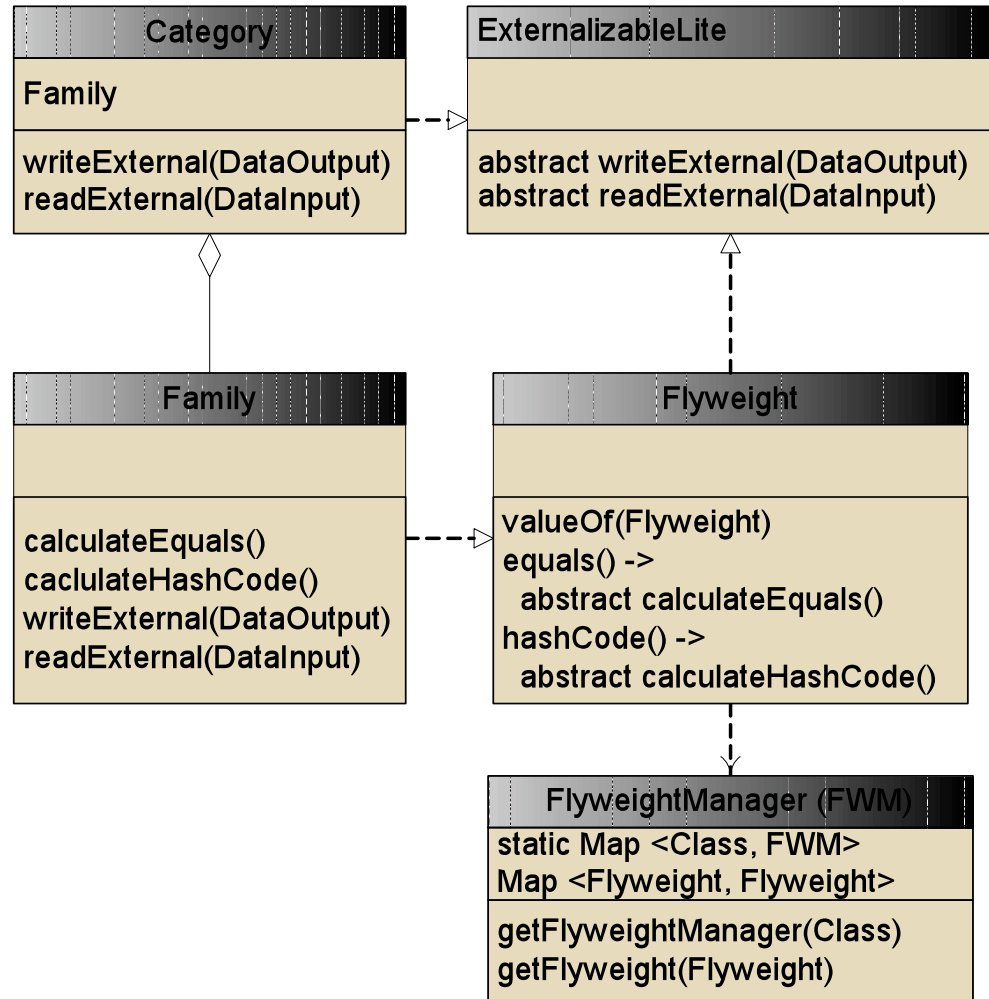 Category
Family
writeExternal(DataOutput)
readExternal(DataInput)
ExternalizableLite
abstract writeExternal(DataOutput)
abstract readExternal(DataInput)
Family
calculateEquals()
caclulateHashCode()
writeExternal(DataOutput)
readExternal(DataInput)
Flyweight
valueOf(Flyweight)
equals() ->
abstract calculateEquals()
hashCode() ->
abstract calculateHashCode()
FlyweightManager (FWM)
static Map <Class, FWM>
Map <Flyweight, Flyweight>
getFlyweightManager(Class)
getFlyweight(Flyweight)